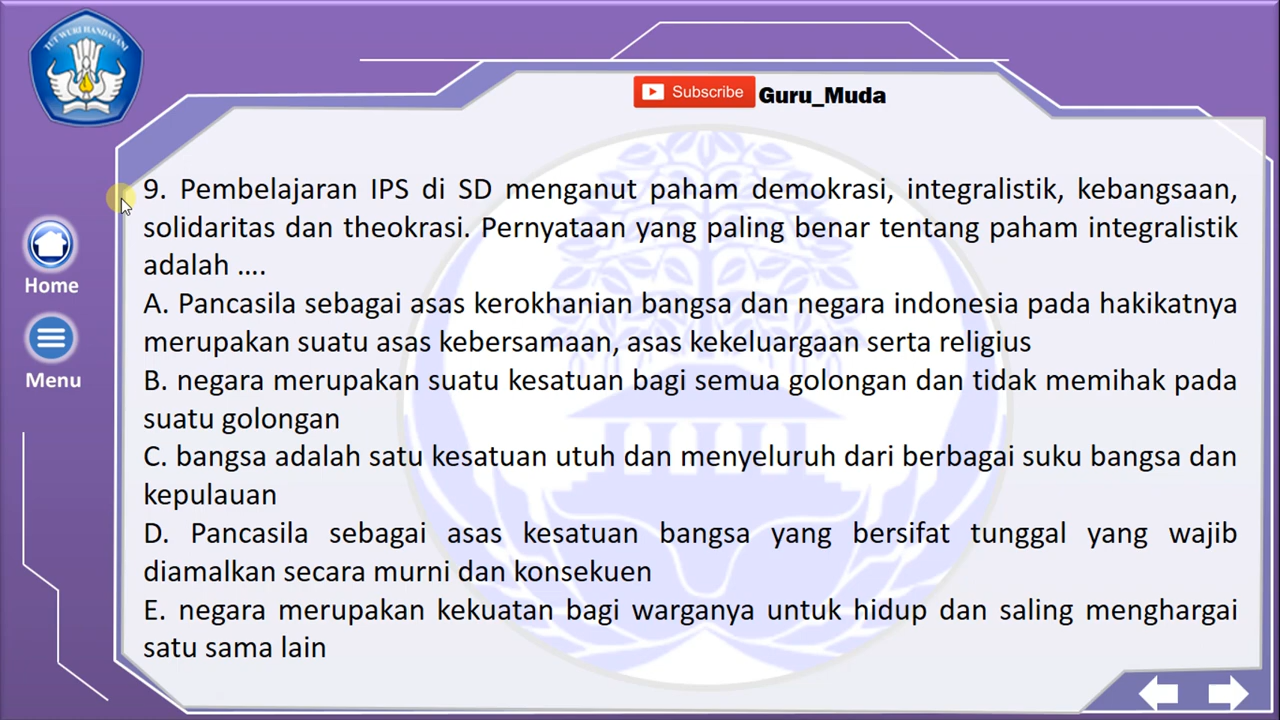 TUT WURI HANDAYANI
Subscribe Guru_Muda
9. Pembelajaran IPS di SD menganut paham demokrasi, integralistik, kebangsaan,
solidaritas dan theokrasi. Pernyataan yang paling benar tentang paham integralistik
adalah ....
A. Pancasila sebagai asas kerokhanian bangsa dan negara indonesia pada hakikatnya
merupakan suatu asas kebersamaan, asas kekeluargaan serta religius
B. negara merupakan suatu kesatuan bagi semua golongan dan tidak memihak pada
suatu golongan
C. bangsa adalah satu kesatuan utuh dan menyeluruh dari berbagai suku bangsa dan
kepulauan
D. Pancasila sebagai asas kesatuan bangsa yang bersifat tunggal yang wajib
diamalkan secara murni dan konsekuen
E. negara merupakan kekuatan bagi warganya untuk hidup dan saling menghargai
satu sama lain
Home
Menu